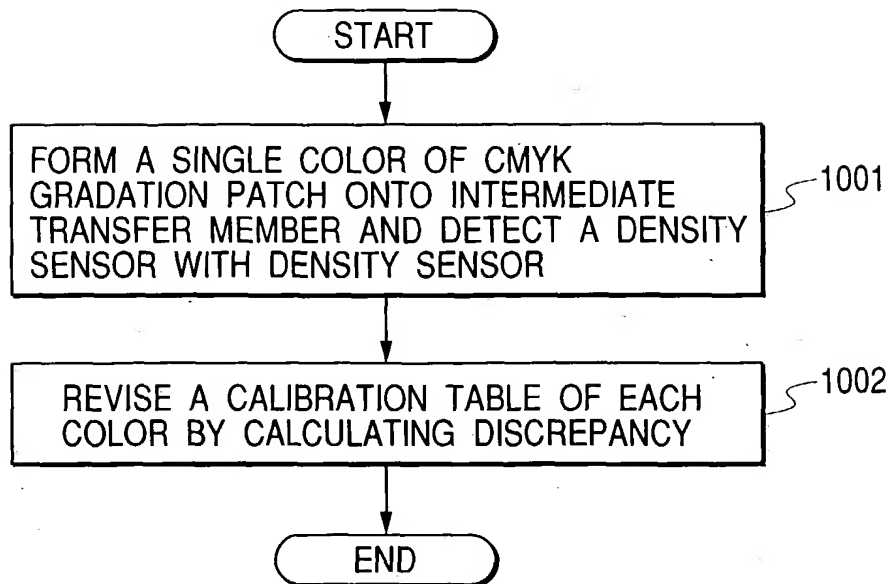 START
FORM A SINGLE COLOR OF CMYK
GRADATION PATCH ONTO INTERMEDIATE
TRANSFER MEMBER AND DETECT A DENSITY
SENSOR WITH DENSITY SENSOR
1001
REVISE A CALIBRATION TABLE OF EACH
COLOR BY CALCULATING DISCREPANCY
1002
END